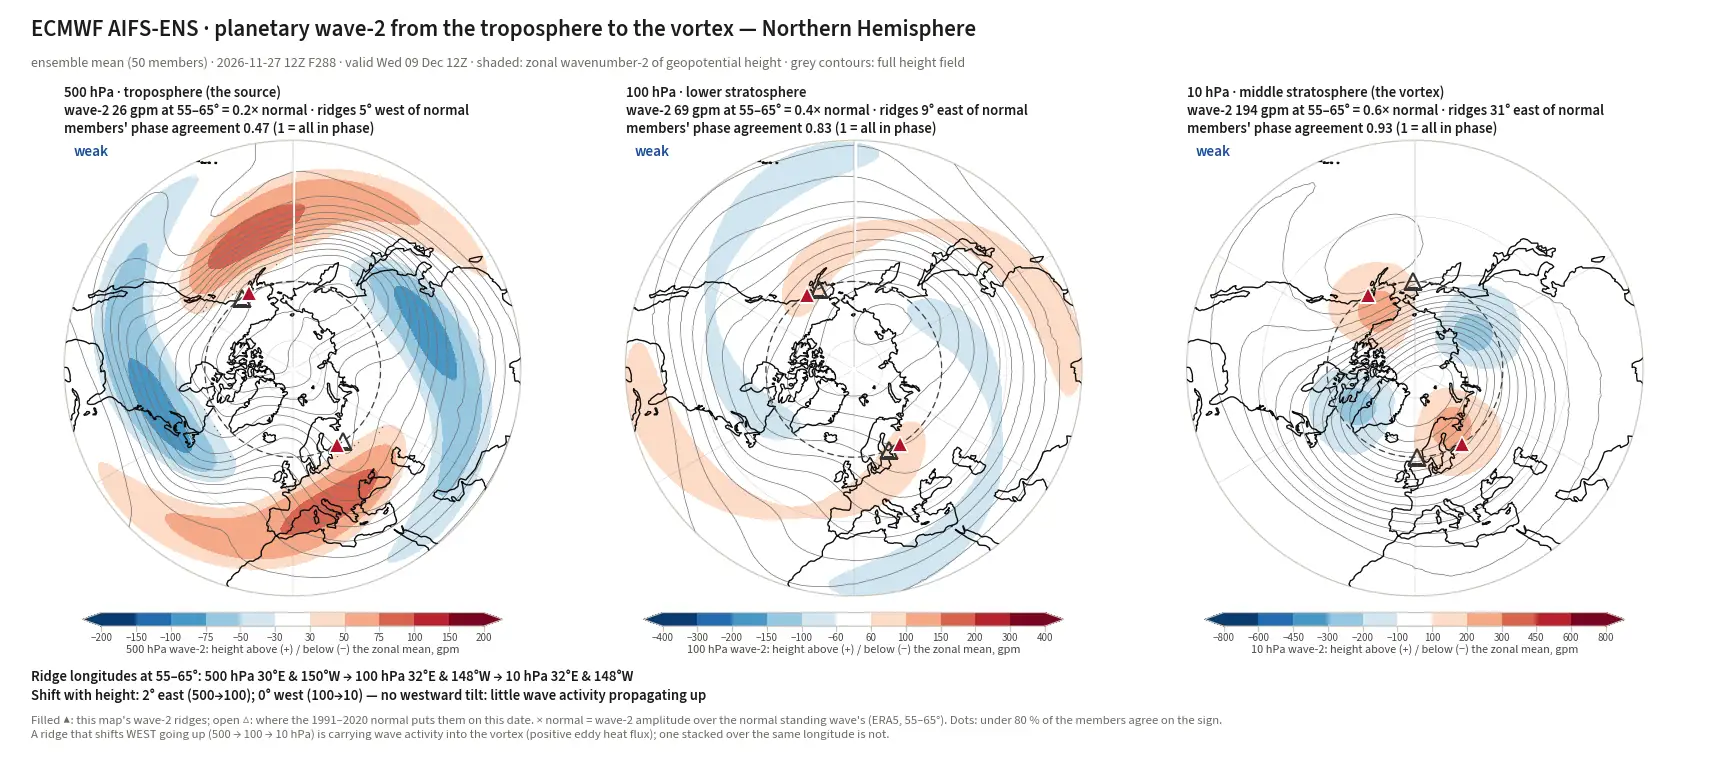 ECMWF AIFS-ENS · planetary wave-2 from the troposphere to the vortex — Northern Hemisphere
ensemble mean (50 members) · 2026-11-27 12Z F288 · valid Wed 09 Dec 12Z · shaded: zonal wavenumber-2 of geopotential height · grey contours: full height field
500 hPa · troposphere (the source)
wave-2 26 gpm at 55–65° = 0.2× normal · ridges 5° west of normal
members' phase agreement 0.47 (1 = all in phase)
weak
100 hPa · lower stratosphere
wave-2 69 gpm at 55–65° = 0.4× normal · ridges 9° east of normal
members' phase agreement 0.83 (1 = all in phase)
weak
10 hPa · middle stratosphere (the vortex)
wave-2 194 gpm at 55–65° = 0.6× normal · ridges 31° east of normal
members' phase agreement 0.93 (1 = all in phase)
weak
−200 −150 −100 −75 −50 −30 30 50 75 100 150 200
500 hPa wave-2: height above (+) / below (−) the zonal mean, gpm
−400 −300 −200 −150 −100 −60 60 100 150 200 300 400
100 hPa wave-2: height above (+) / below (−) the zonal mean, gpm
−800 −600 −450 −300 −200 −100 100 200 300 450 600 800
10 hPa wave-2: height above (+) / below (−) the zonal mean, gpm
Ridge longitudes at 55–65°: 500 hPa 30°E & 150°W → 100 hPa 32°E & 148°W → 10 hPa 32°E & 148°W
Shift with height: 2° east (500→100); 0° west (100→10) — no westward tilt: little wave activity propagating up
Filled ▲: this map's wave-2 ridges; open △: where the 1991–2020 normal puts them on this date. × normal = wave-2 amplitude over the normal standing wave's (ERA5, 55–65°). Dots: under 80 % of the members agree on the sign.
A ridge that shifts WEST going up (500 → 100 → 10 hPa) is carrying wave activity into the vortex (positive eddy heat flux); one stacked over the same longitude is not.